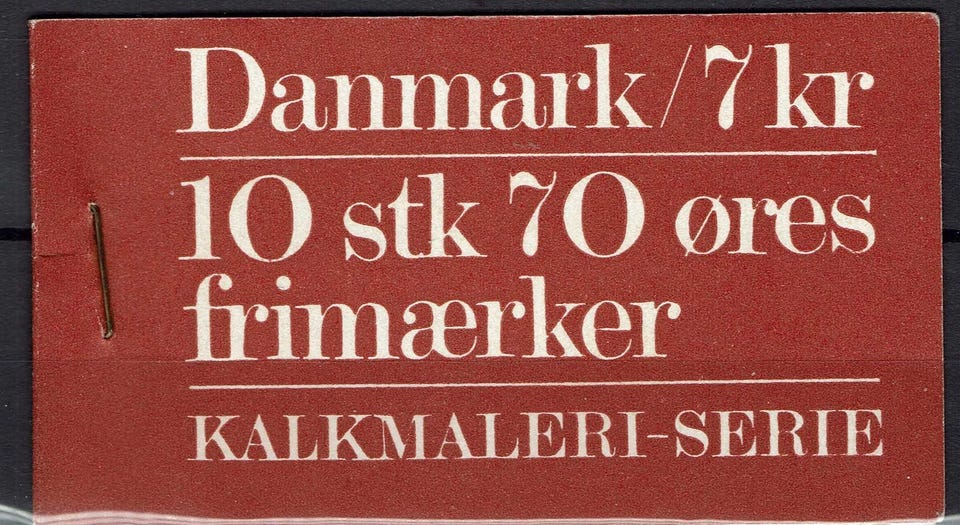 Danmark/7 kr
10 stk 70 øres
frimærker
KALKMALERI-SERIE